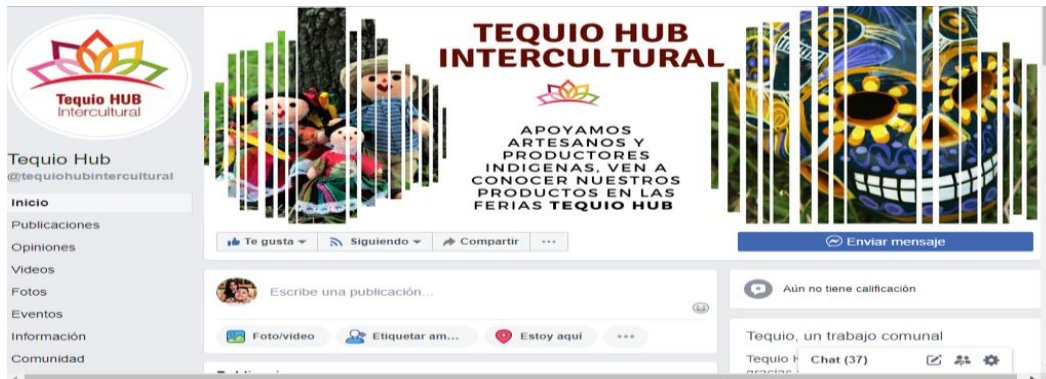 Tequio HUB
Intercultural
Tequio Hub
@tequiohubintercultural
Inicio
Publicaciones
Opiniones
Videos
Fotos
Eventos
Información
Comunidad
TEQUIO HUB
INTERCULTURAL
APOYAMOS
ARTESANOS Y
PRODUCTORES
INDIGENAS, VEN A
CONOCER NUESTROS
PRODUCTOS EN LAS
FERIAS TEQUIO HUB
Te gusta Siguiendo Compartir ...
Enviar mensaje
Escribe una publicación...
Foto/video Etiquetar am... Estoy aquí ...
Aún no tiene calificación
Tequio, un trabajo comunal
Tequio
Chat (37)